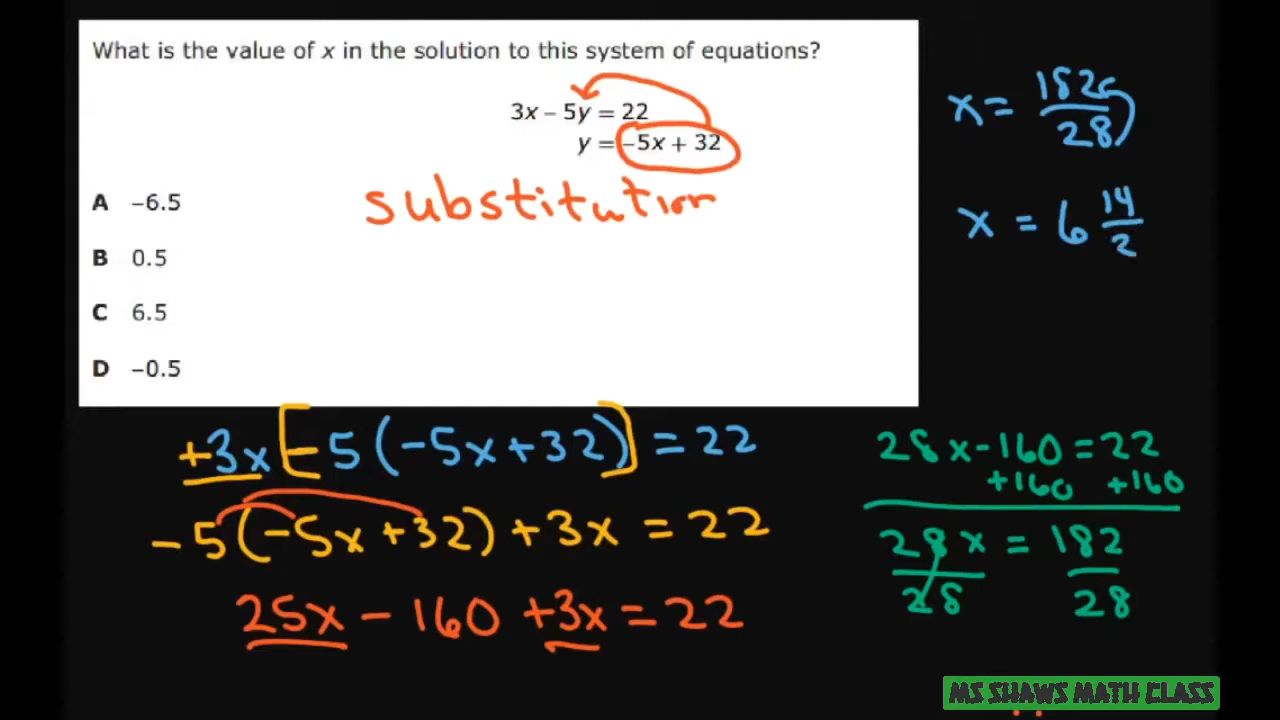 What is the value of x in the solution to this system of equations?
3x – 5y = 22
y = –5x + 32
substitution
A –6.5
B 0.5
C 6.5
D –0.5
x = 182/28
x = 6 14/2
+3x[-5(-5x+32)] = 22
-5(-5x+32) + 3x = 22
25x - 160 + 3x = 22
28x - 160 = 22
+160 +160
28x = 182
28 28
MS SHAWS MATH CLASS